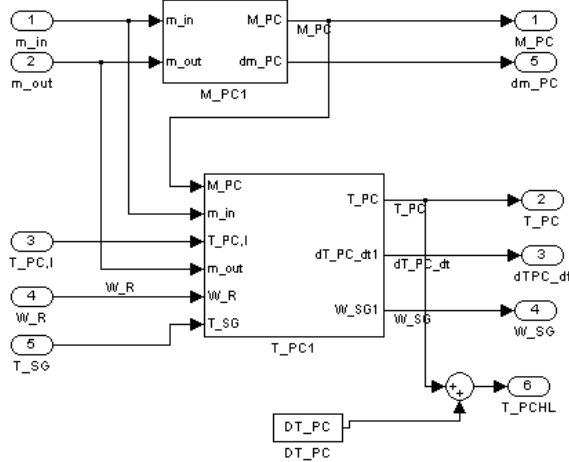 1
m_in
2
m_out
m_in
m_out
M_PC
dm_PC
M_PC1
M_PC
1
M_PC
5
dm_PC
M_PC
m_in
T_PC,I
m_out
W_R
T_SG
T_PC
dT_PC_dt1
W_SG1
T_PC1
3
T_PC,I
4
W_R
W_R
5
T_SG
T_PC
dT_PC_dt
W_SG
2
T_PC
3
dTPC_dt
4
W_SG
+
+
6
T_PCHL
DT_PC
DT_PC